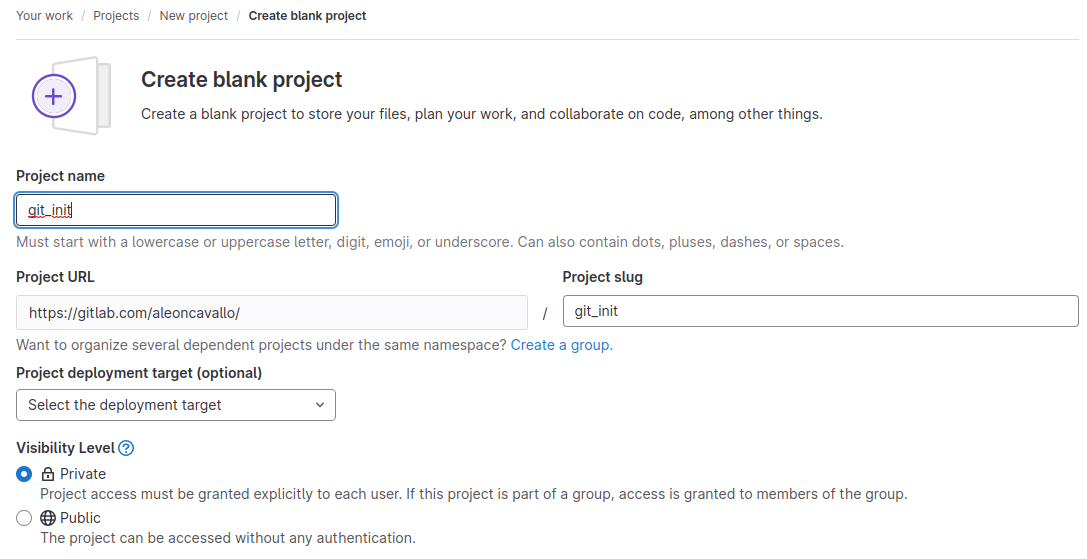 Your work / Projects / New project / Create blank project
Create blank project
Create a blank project to store your files, plan your work, and collaborate on code, among other things.
Project name
git_init
Must start with a lowercase or uppercase letter, digit, emoji, or underscore. Can also contain dots, pluses, dashes, or spaces.
Project URL
https://gitlab.com/aleoncavallo/
/
Project slug
git_init
Want to organize several dependent projects under the same namespace? Create a group.
Project deployment target (optional)
Select the deployment target
Visibility Level ?
Private
Project access must be granted explicitly to each user. If this project is part of a group, access is granted to members of the group.
Public
The project can be accessed without any authentication.